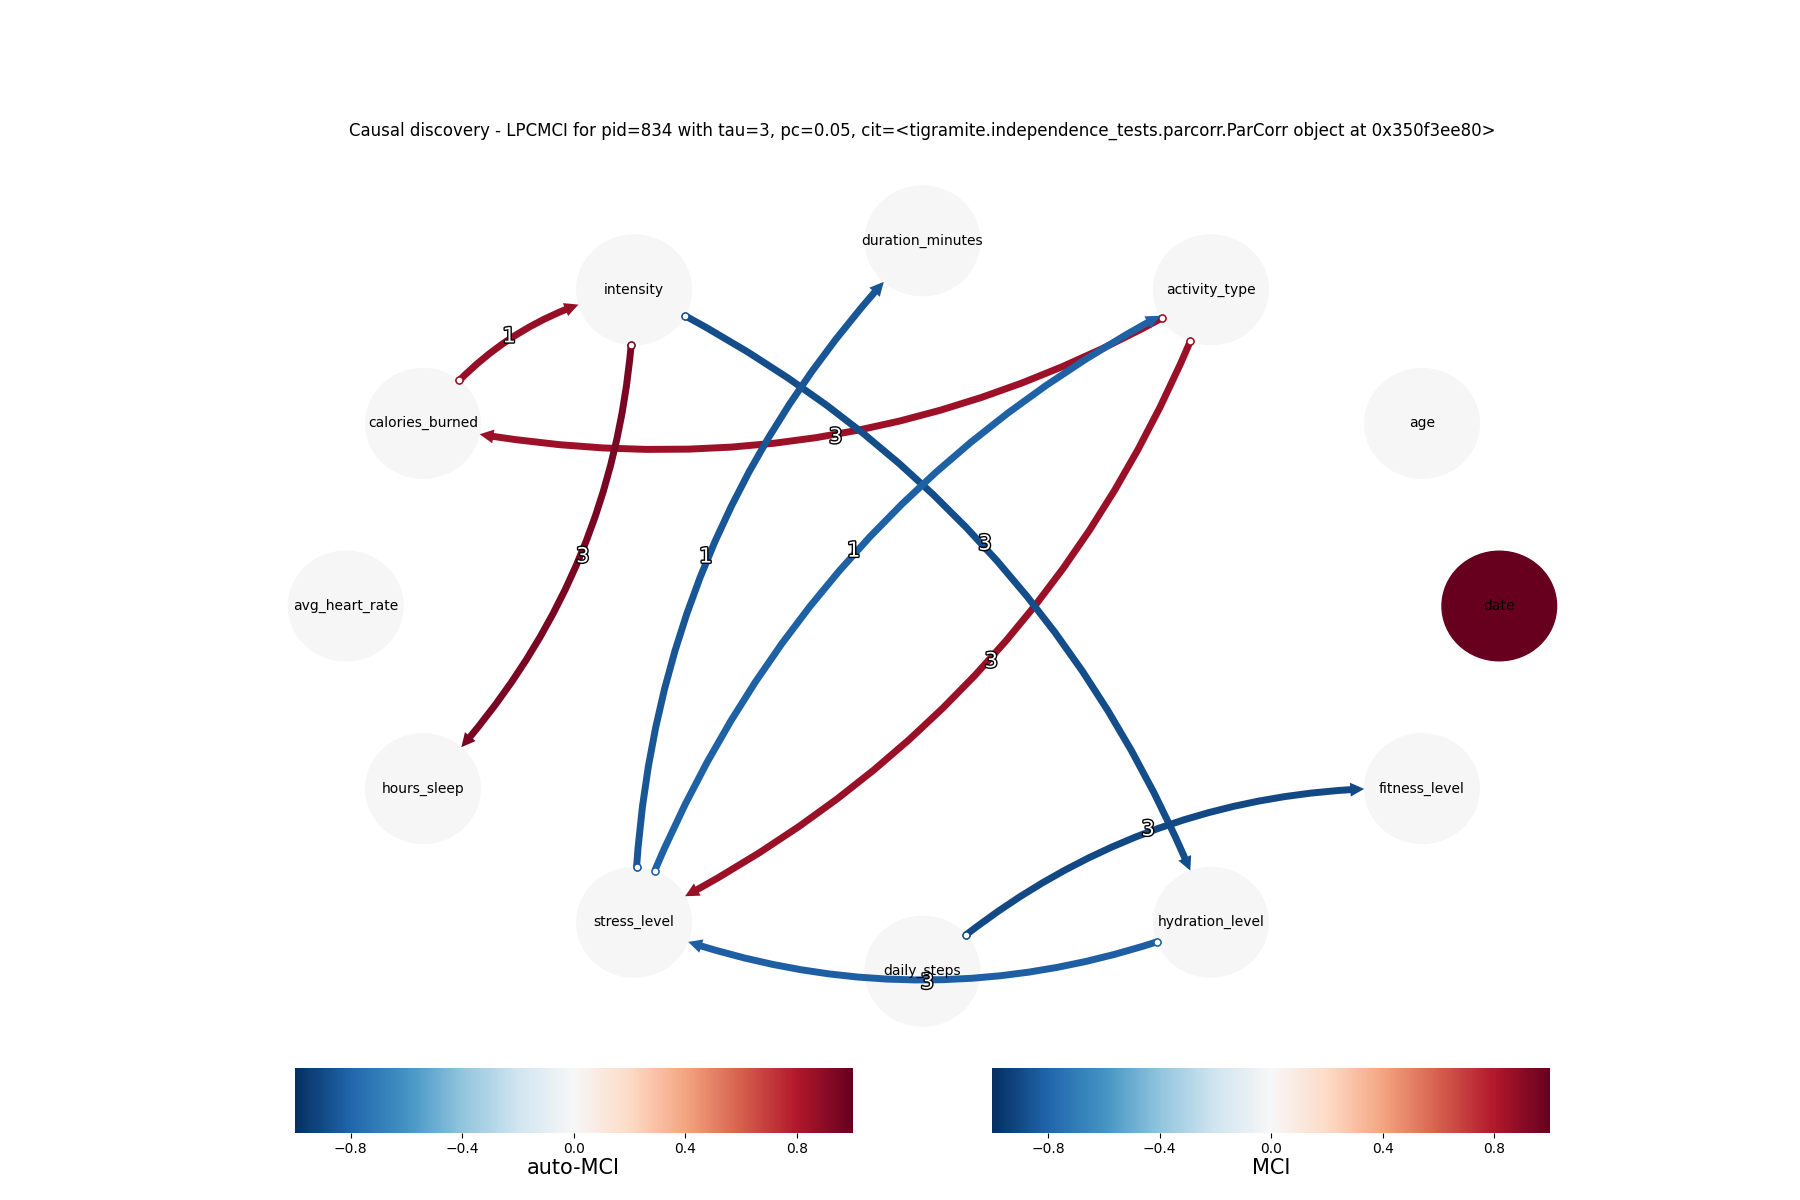 Causal discovery - LPCMCI for pid=834 with tau=3, pc=0.05, cit=<tigramite.independence_tests.parcorr.ParCorr object at 0x350f3ee80>
duration_minutes
intensity
activity_type
1
calories_burned
age
3
3
1
1
3
avg_heart_rate
date
3
hours_sleep
fitness_level
3
stress_level
hydration_level
daily_steps
3
−0.8 −0.4 0.0 0.4 0.8
auto-MCI
−0.8 −0.4 0.0 0.4 0.8
MCI